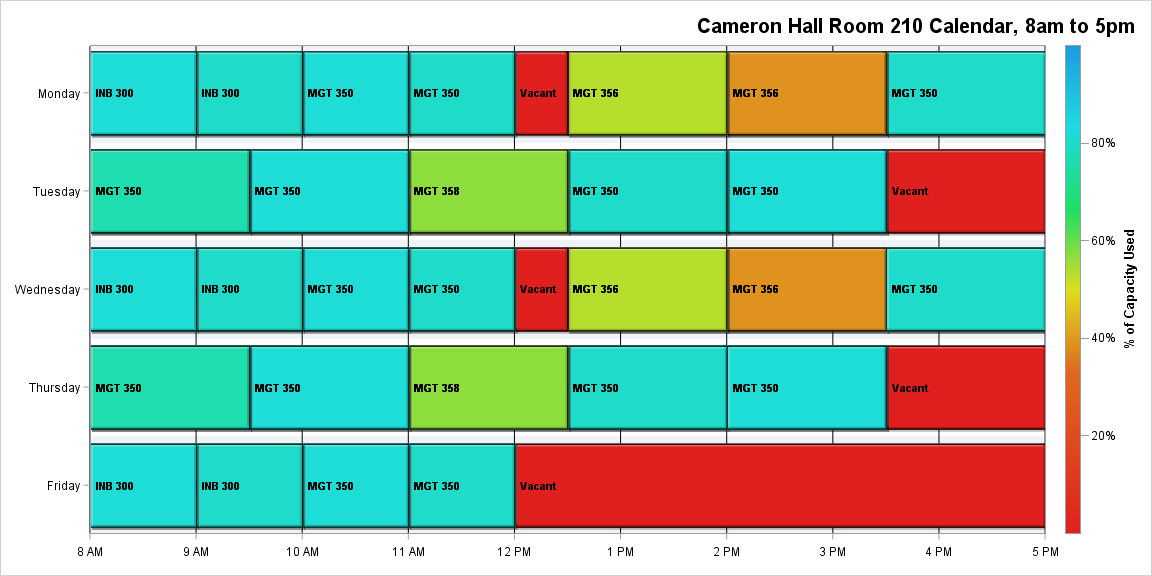 Cameron Hall Room 210 Calendar, 8am to 5pm
Monday
INB 300
INB 300
MGT 350
MGT 350
Vacant
MGT 356
MGT 356
MGT 350
Tuesday
MGT 350
MGT 350
MGT 358
MGT 350
MGT 350
Vacant
Wednesday
INB 300
INB 300
MGT 350
MGT 350
Vacant
MGT 356
MGT 356
MGT 350
Thursday
MGT 350
MGT 350
MGT 358
MGT 350
MGT 350
Vacant
Friday
INB 300
INB 300
MGT 350
MGT 350
Vacant
8 AM
9 AM
10 AM
11 AM
12 PM
1 PM
2 PM
3 PM
4 PM
5 PM
80%
60%
40%
20%
% of Capacity Used